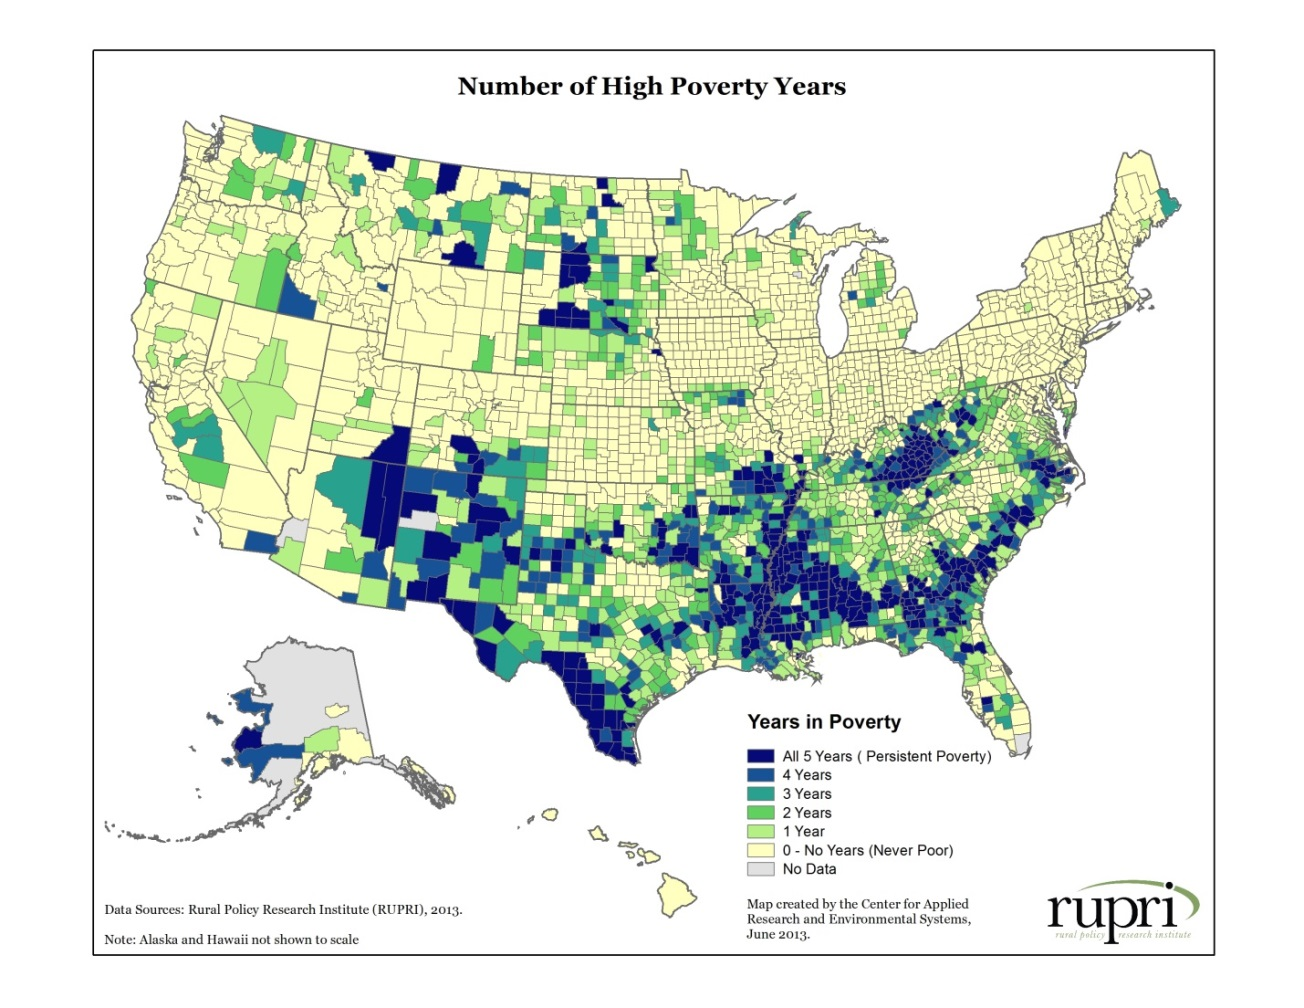 Number of High Poverty Years
Years in Poverty
All 5 Years ( Persistent Poverty)
4 Years
3 Years
2 Years
1 Year
0 - No Years (Never Poor)
No Data
Data Sources: Rural Policy Research Institute (RUPRI), 2013.
Note: Alaska and Hawaii not shown to scale
Map created by the Center for Applied
Research and Environmental Systems,
June 2013.
rupri
rural policy research institute